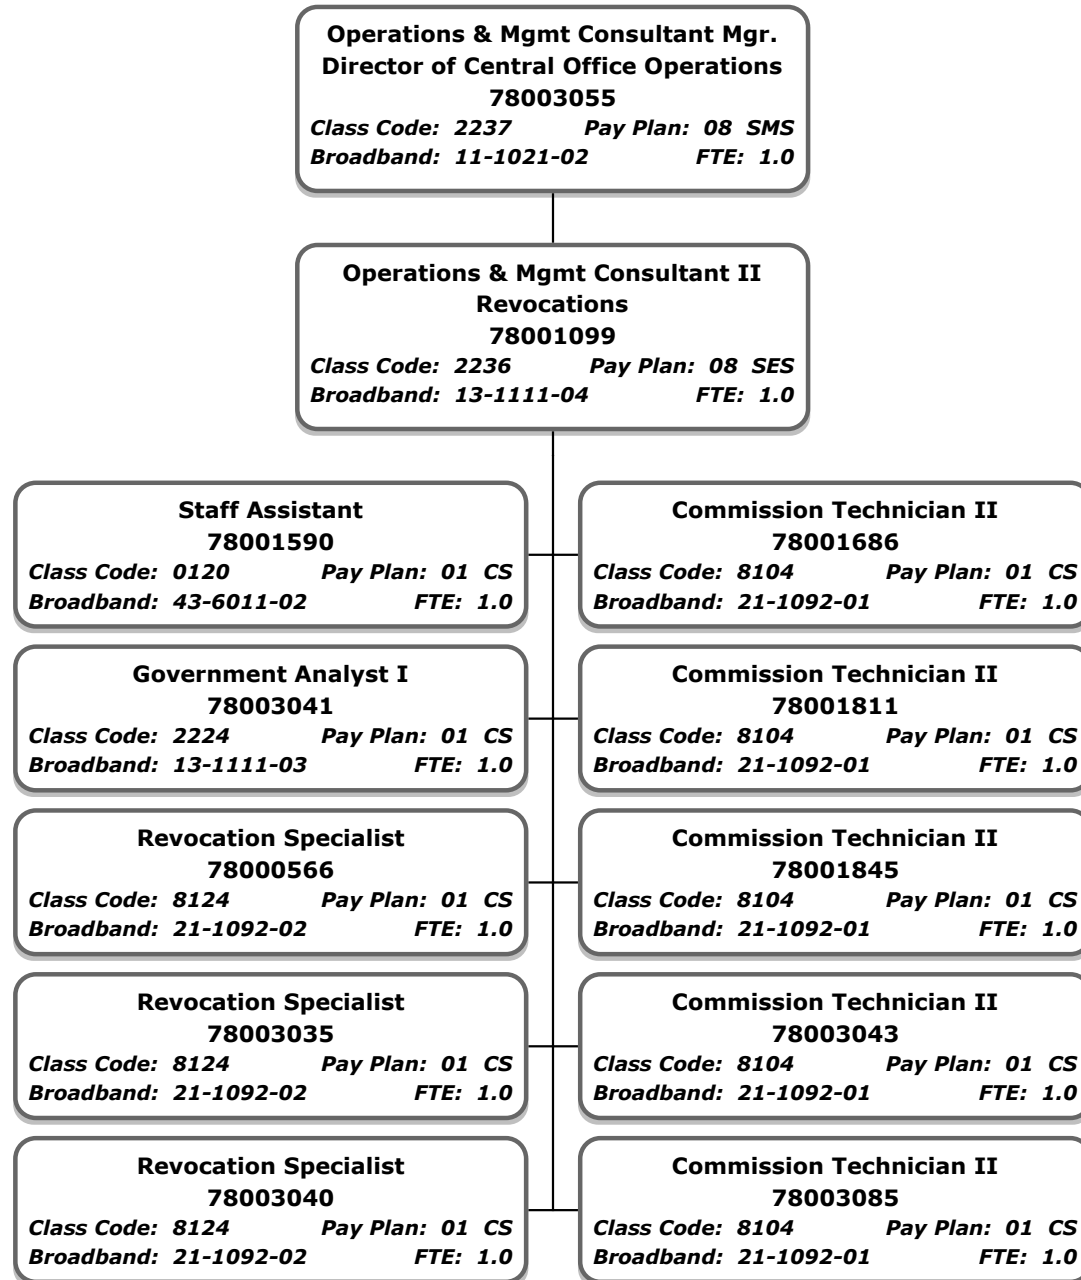 Operations & Mgmt Consultant Mgr.
Director of Central Office Operations
78003055
Class Code: 2237 Pay Plan: 08 SMS
Broadband: 11-1021-02 FTE: 1.0
Operations & Mgmt Consultant II
Revocations
78001099
Class Code: 2236 Pay Plan: 08 SES
Broadband: 13-1111-04 FTE: 1.0
Staff Assistant
78001590
Class Code: 0120 Pay Plan: 01 CS
Broadband: 43-6011-02 FTE: 1.0
Commission Technician II
78001686
Class Code: 8104 Pay Plan: 01 CS
Broadband: 21-1092-01 FTE: 1.0
Government Analyst I
78003041
Class Code: 2224 Pay Plan: 01 CS
Broadband: 13-1111-03 FTE: 1.0
Commission Technician II
78001811
Class Code: 8104 Pay Plan: 01 CS
Broadband: 21-1092-01 FTE: 1.0
Revocation Specialist
78000566
Class Code: 8124 Pay Plan: 01 CS
Broadband: 21-1092-02 FTE: 1.0
Commission Technician II
78001845
Class Code: 8104 Pay Plan: 01 CS
Broadband: 21-1092-01 FTE: 1.0
Revocation Specialist
78003035
Class Code: 8124 Pay Plan: 01 CS
Broadband: 21-1092-02 FTE: 1.0
Commission Technician II
78003043
Class Code: 8104 Pay Plan: 01 CS
Broadband: 21-1092-01 FTE: 1.0
Revocation Specialist
78003040
Class Code: 8124 Pay Plan: 01 CS
Broadband: 21-1092-02 FTE: 1.0
Commission Technician II
78003085
Class Code: 8104 Pay Plan: 01 CS
Broadband: 21-1092-01 FTE: 1.0